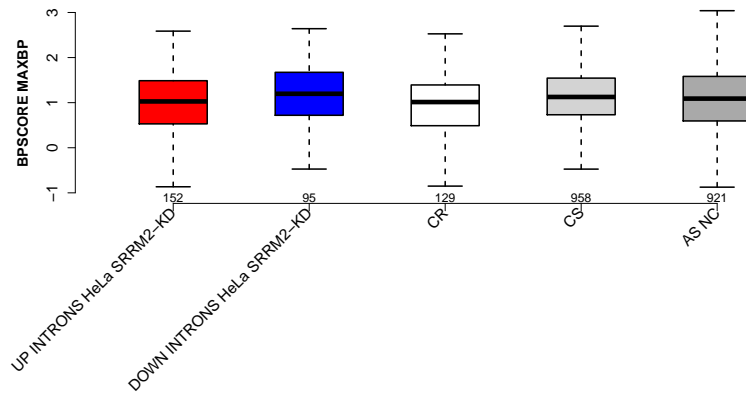 BPSCORE MAXBP
3
2
1
0
−1
152
95
129
958
921
UP INTRONS HeLa SRRM2−KD
DOWN INTRONS HeLa SRRM2−KD
CR
CS
AS NC